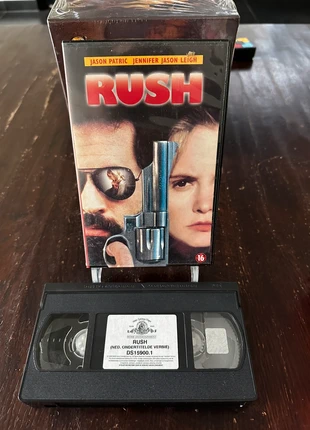 JASON PATRIC JENNIFER JASON LEIGH
RUSH
16
RUSH
(NED. ONDERTITELDE VERSIE)
DS15900.1